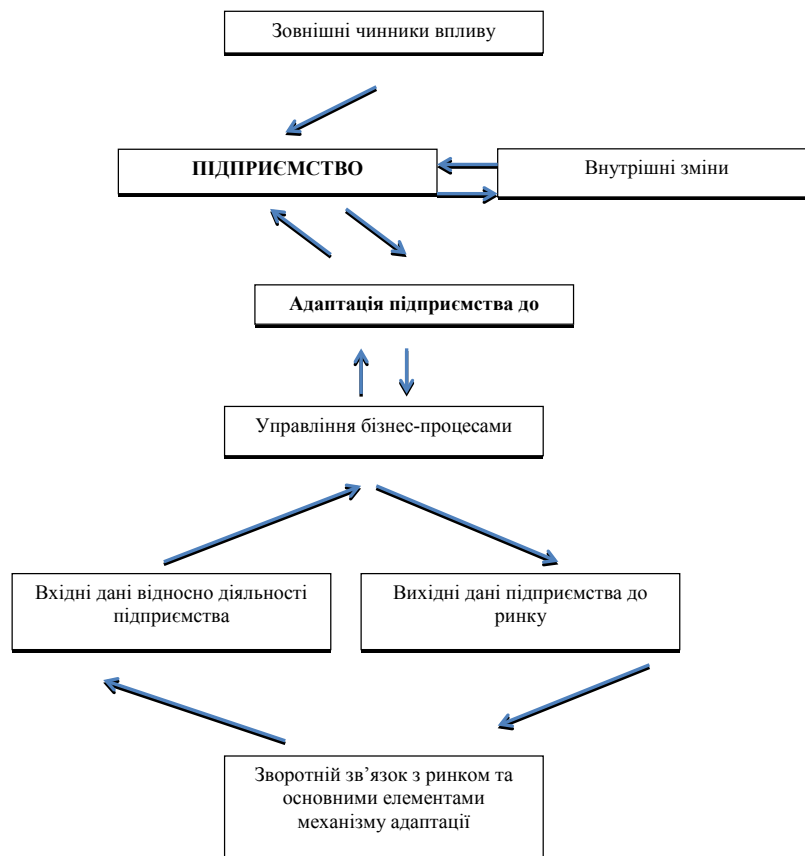 Зовнішні чинники впливу
ПІДПРИЄМСТВО
Внутрішні зміни
Адаптація підприємства до
Управління бізнес-процесами
Вхідні дані відносно діяльності
підприємства
Вихідні дані підприємства до
ринку
Зворотній зв’язок з ринком та
основними елементами
механізму адаптації